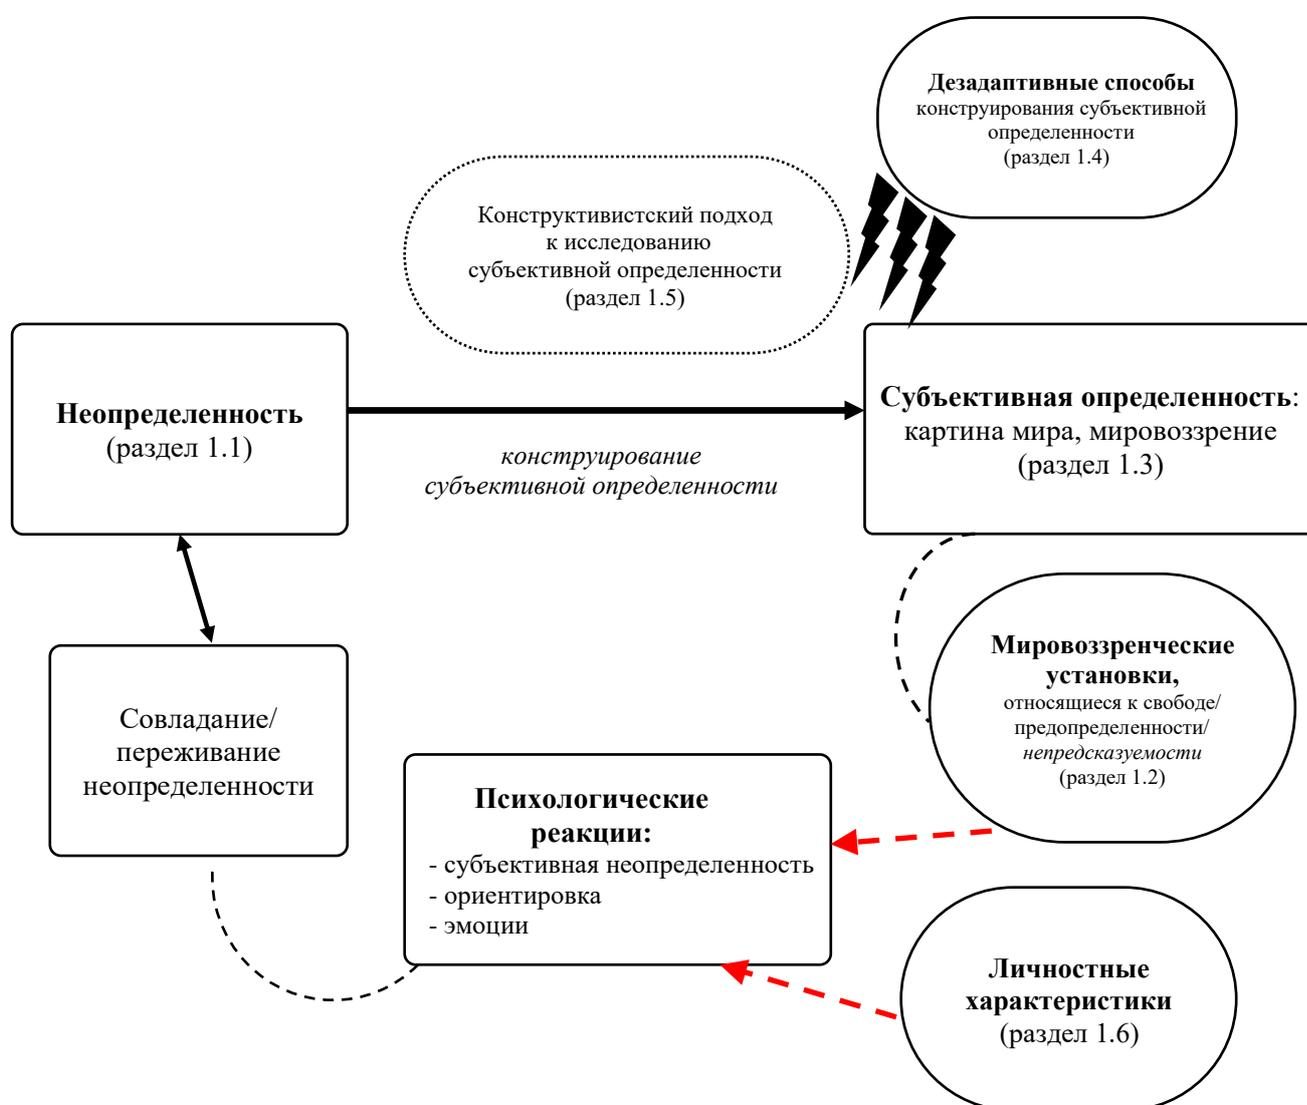 Дезадаптивные способы
конструирования субъективной
определенности
(раздел 1.4)
Конструктивистский подход
к исследованию
субъективной определенности
(раздел 1.5)
Неопределенность
(раздел 1.1)
Субъективная определенность:
картина мира, мировоззрение
(раздел 1.3)
конструирование
субъективной определенности
Мировоззренческие
установки,
относящиеся к свободе/
предопределенности/
непредсказуемости
(раздел 1.2)
Совладание/
переживание
неопределенности
Психологические
реакции:
- субъективная неопределенность
- ориентировка
- эмоции
Личностные
характеристики
(раздел 1.6)